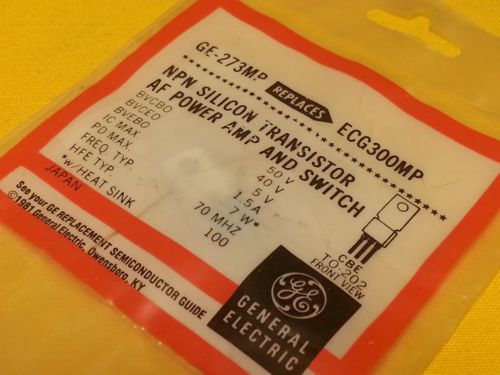 GE-273MP REPLACES ECG300MP
NPN SILICON TRANSISTOR
AF POWER AMP AND SWITCH
BVCBO 50 V
BVCEO 40 V
BVEBO 5 V
IC MAX. 1.5A
PD MAX. 7 W*
FREQ. TYP. 70 MHZ
HFE TYP 100
*w/HEAT SINK
JAPAN
CBE
TO-202
FRONT VIEW
See your GE REPLACEMENT SEMICONDUCTOR GUIDE
©1981 General Electric, Owensboro, KY
GE
GENERAL
ELECTRIC